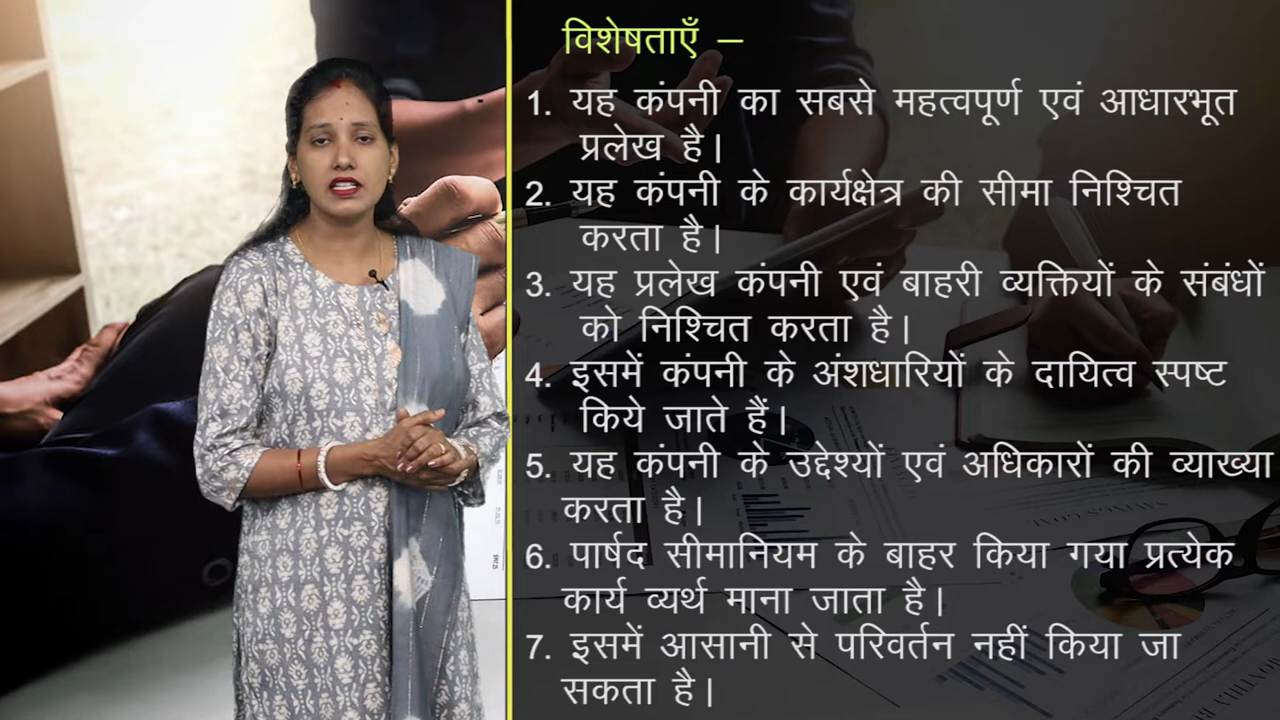 विशेषताएँ –
1. यह कंपनी का सबसे महत्वपूर्ण एवं आधारभूत
प्रलेख है।
2. यह कंपनी के कार्यक्षेत्र की सीमा निश्चित
करता है।
3. यह प्रलेख कंपनी एवं बाहरी व्यक्तियों के संबंधों
को निश्चित करता है।
4. इसमें कंपनी के अंशधारियों के दायित्व स्पष्ट
किये जाते हैं।
5. यह कंपनी के उद्देश्यों एवं अधिकारों की व्याख्या
करता है।
6. पार्षद सीमानियम के बाहर किया गया प्रत्येक
कार्य व्यर्थ माना जाता है।
7. इसमें आसानी से परिवर्तन नहीं किया जा
सकता है।